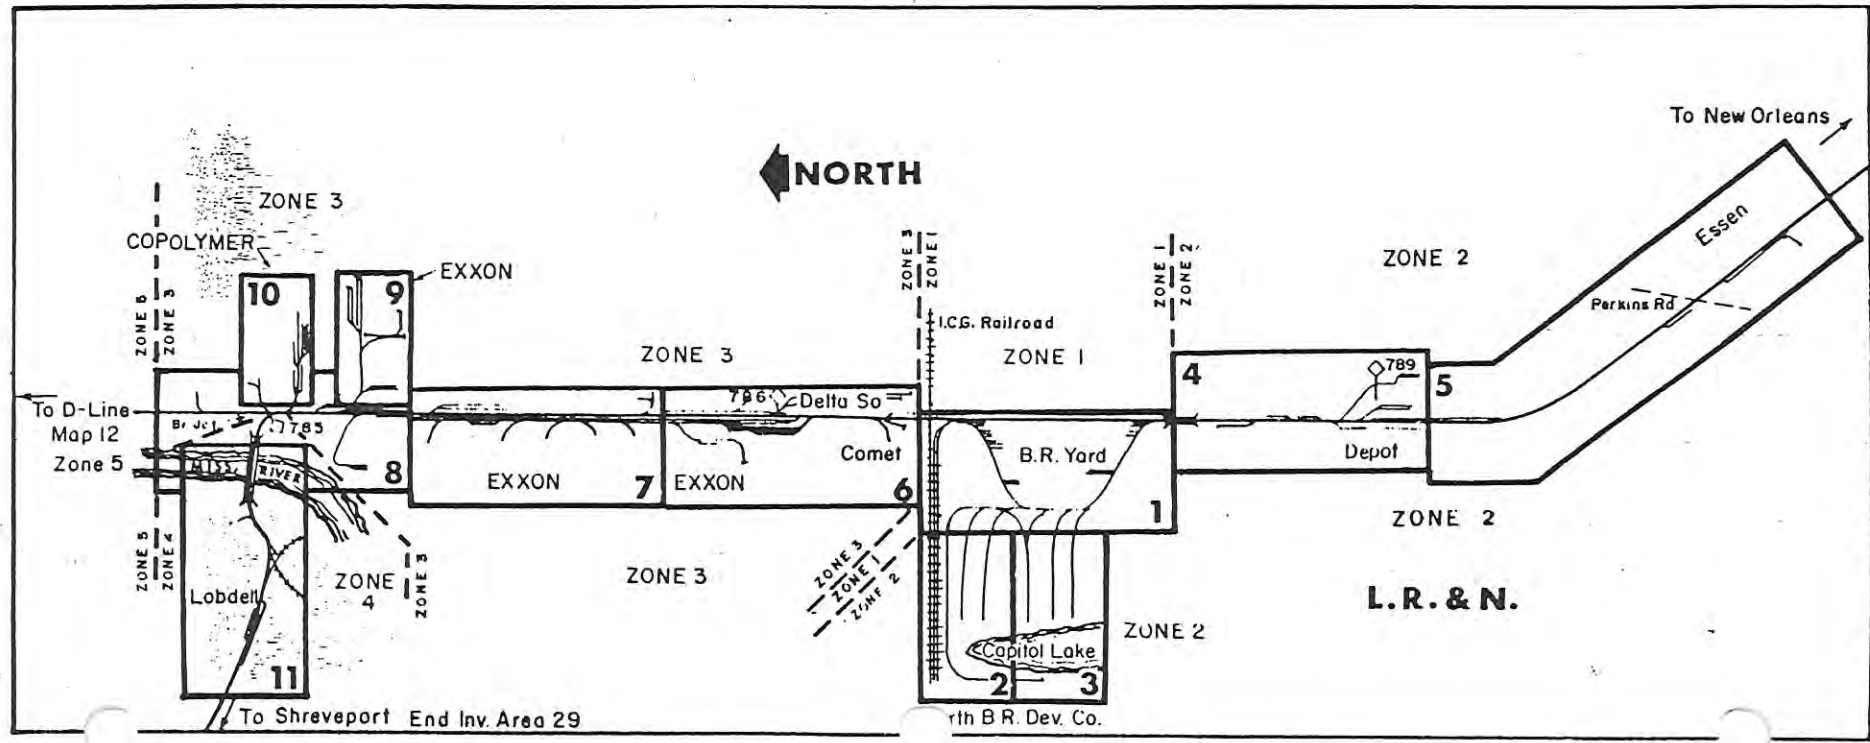 To New Orleans
NORTH
ZONE 3
COPOLYMER
EXXON
10
9
ZONE 5
ZONE 3
ZONE 3
ZONE 1
ZONE 1
ZONE 2
ZONE 2
Essen
Perkins Rd
I.C.G. Railroad
ZONE 3
ZONE 1
4
789
5
786
Delta So
To D-Line
Map 12
Zone 5
785
MISS.
RIVER
8
EXXON
7
EXXON
Comet
6
B.R. Yard
1
Depot
ZONE 2
ZONE 5
ZONE 4
Lobdell
ZONE
4
ZONE 3
ZONE 3
ZONE 3
ZONE 1
ZONE 2
L.R. & N.
ZONE 2
Capitol Lake
11
2
3
To Shreveport End Inv. Area 29
rth B R. Dev. Co.